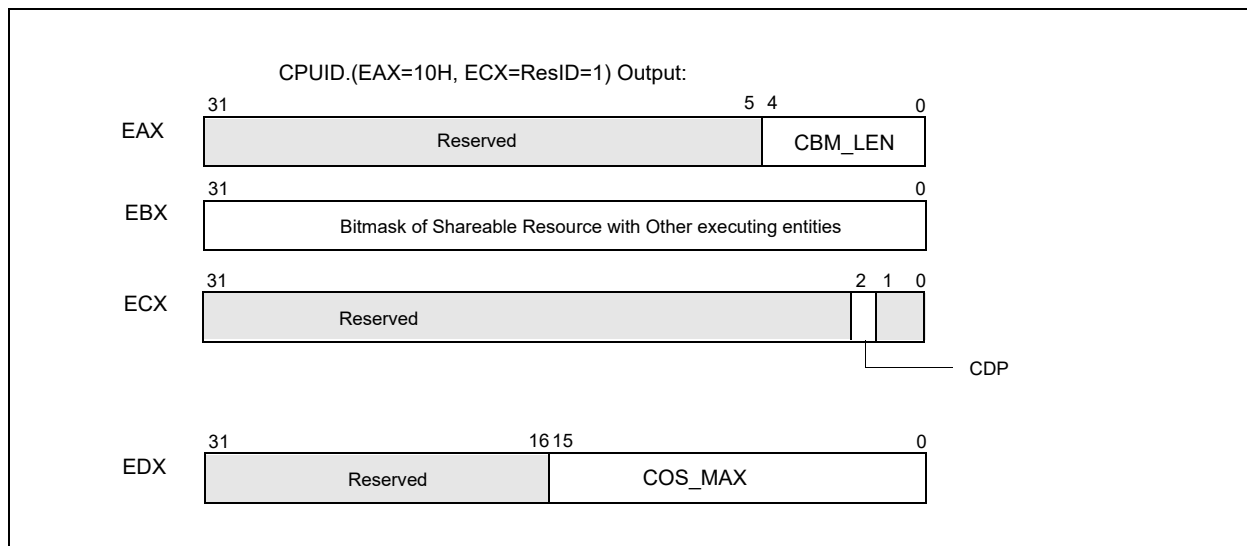 CPUID.(EAX=10H, ECX=ResID=1) Output:
31 5 4 0
EAX Reserved CBM_LEN
31 0
EBX Bitmask of Shareable Resource with Other executing entities
31 2 1 0
ECX Reserved
CDP
31 16 15 0
EDX Reserved COS_MAX